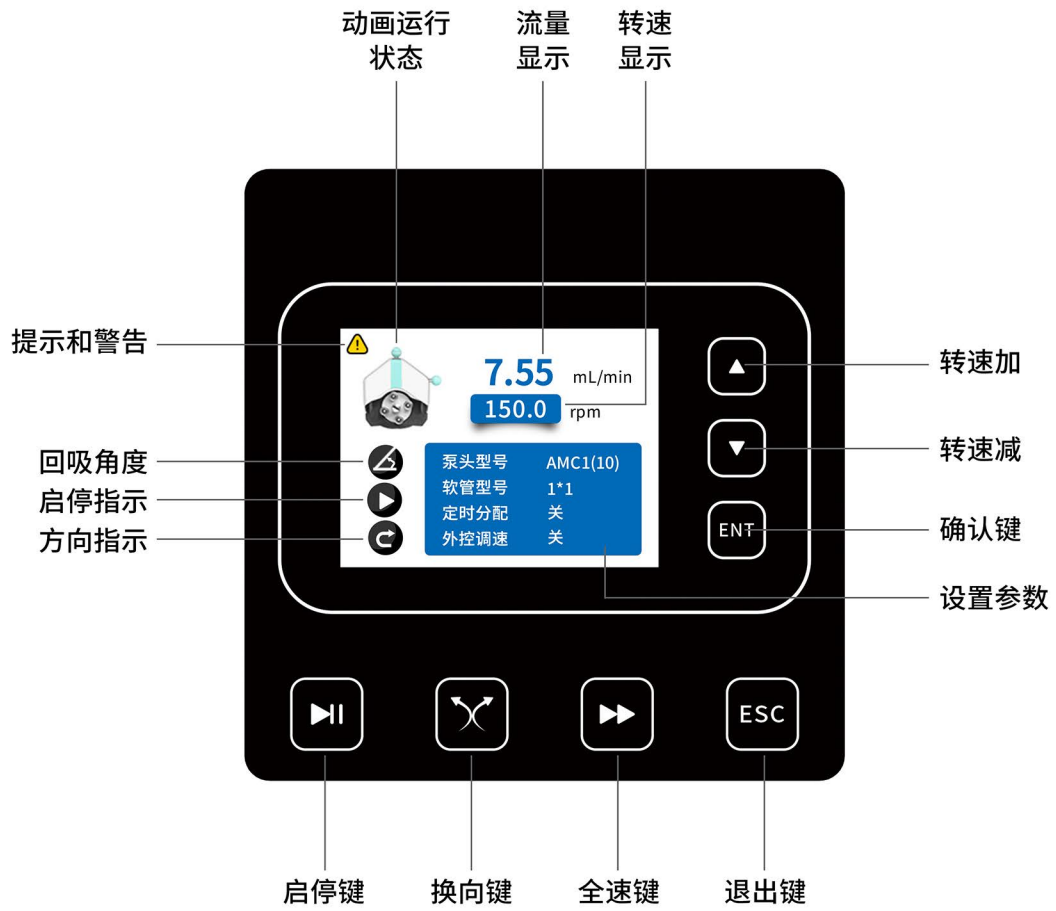 动画运行
状态
流量
显示
转速
显示
提示和警告
7.55 mL/min
150.0 rpm
转速加
回吸角度
启停指示
方向指示
泵头型号 AMC1(10)
软管型号 1*1
定时分配 关
外控调速 关
转速减
ENT
确认键
设置参数
ESC
启停键
换向键
全速键
退出键